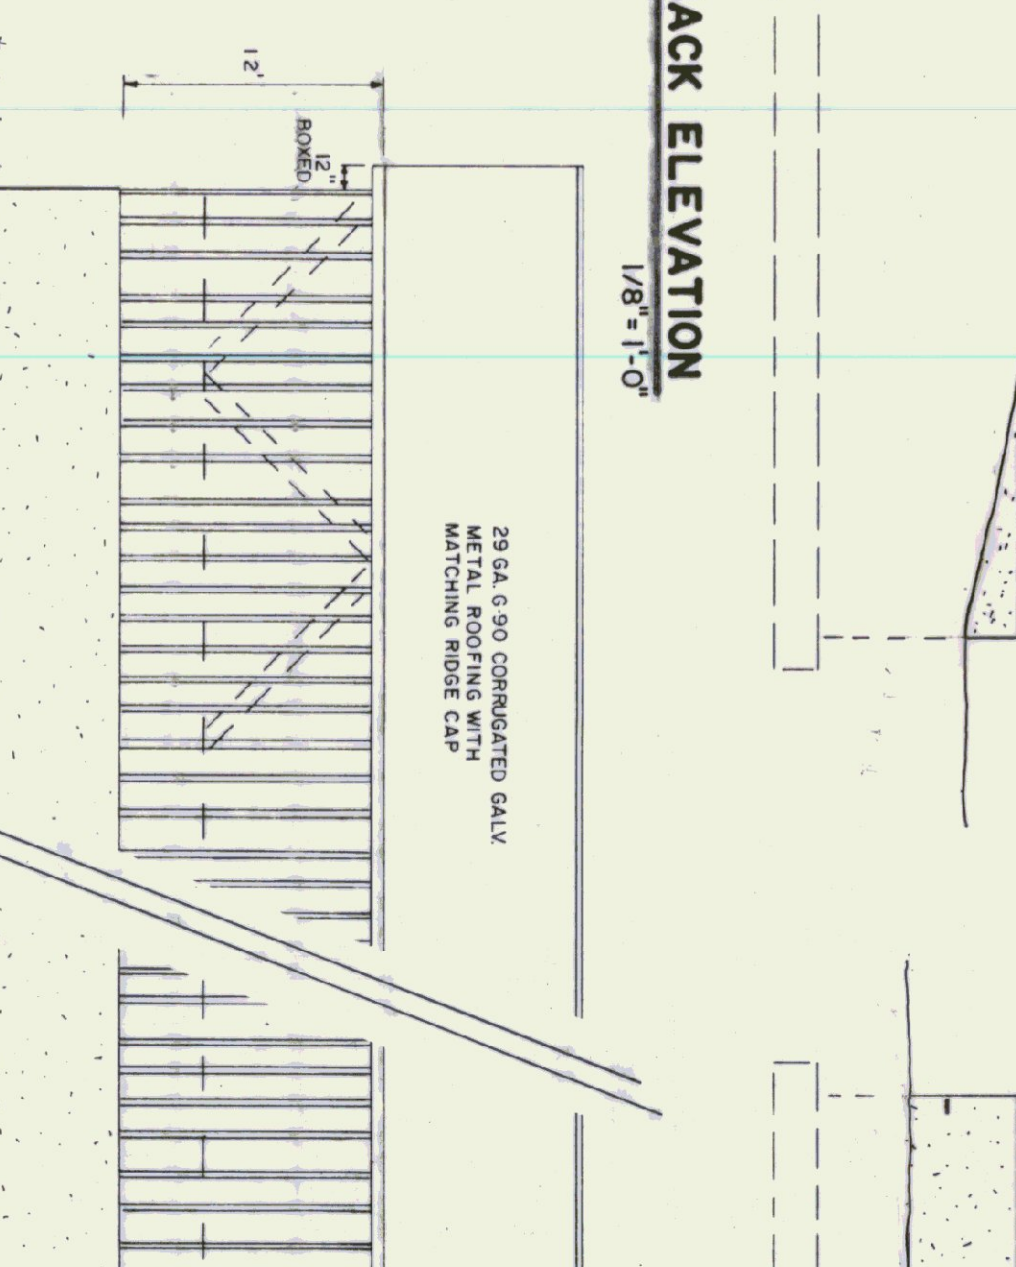 ACK ELEVATION
1/8" = 1'-0"
29 GA. G-90 CORRUGATED GALV.
METAL ROOFING WITH
MATCHING RIDGE CAP
12'
12"
BOXED